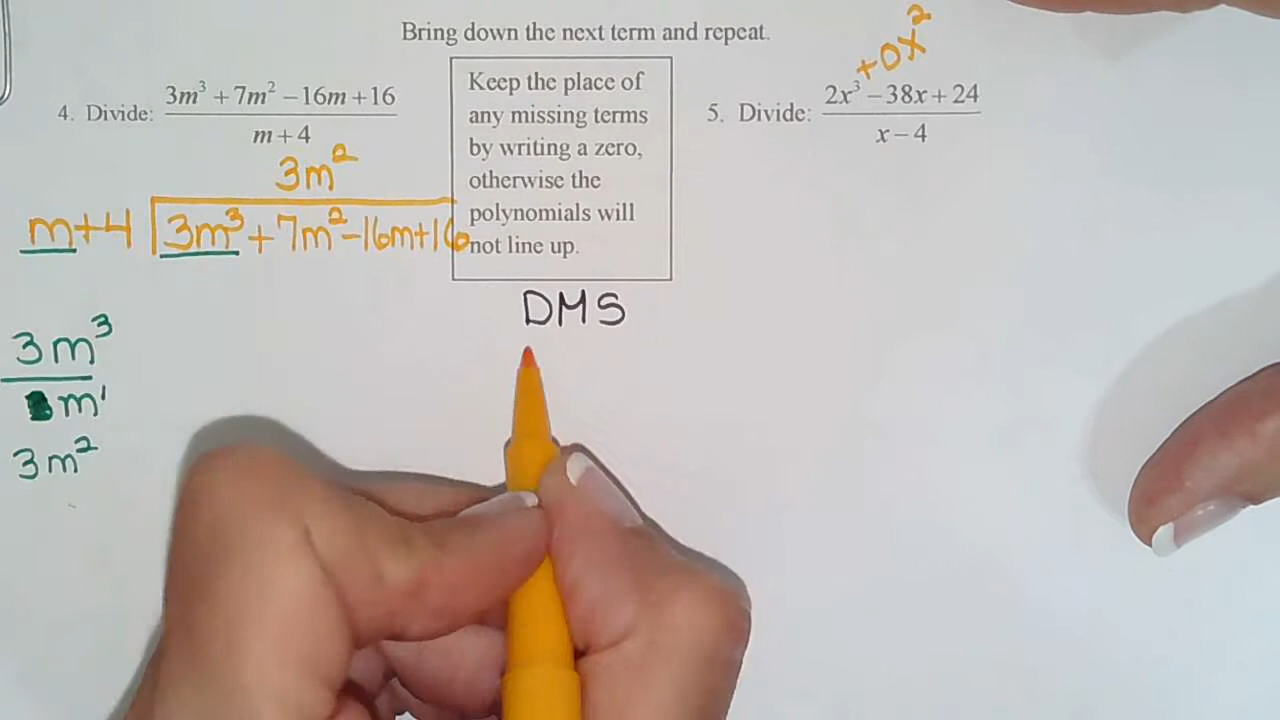 Bring down the next term and repeat.
4. Divide: (3m³ + 7m² − 16m + 16)/(m + 4)
Keep the place of
any missing terms
by writing a zero,
otherwise the
polynomials will
not line up.
+0x²
5. Divide: (2x³ − 38x + 24)/(x − 4)
3m²
m+4 3m³+7m²-16m+16
DMS
3m³
m¹
3m²